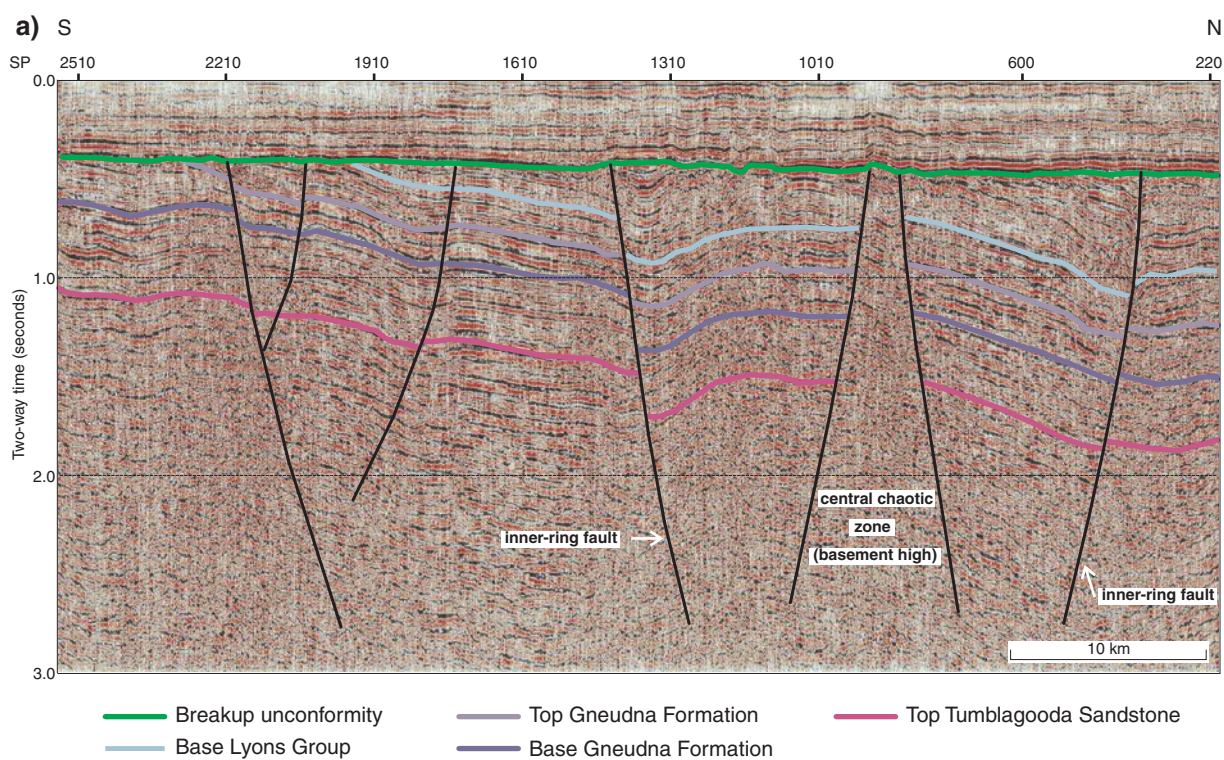 a) S N
SP 2510 2210 1910 1610 1310 1010 600 220
0.0
1.0
2.0
3.0
Two-way time (seconds)
central chaotic
zone
(basement high)
inner-ring fault
inner-ring fault
10 km
Breakup unconformity Top Gneudna Formation Top Tumblagooda Sandstone
Base Lyons Group Base Gneudna Formation